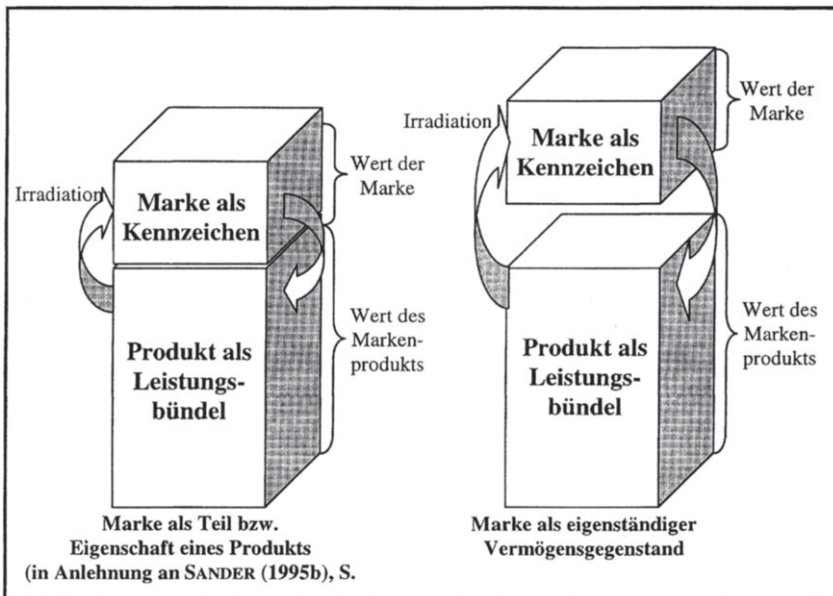 Irradiation
Marke als
Kennzeichen
Wert der
Marke
Produkt als
Leistungs-
bündel
Wert des
Marken-
produkts
Marke als Teil bzw.
Eigenschaft eines Produkts
(in Anlehnung an SANDER (1995b), S.
Irradiation
Marke als
Kennzeichen
Wert der
Marke
Produkt als
Leistungs-
bündel
Wert des
Marken-
produkts
Marke als eigenständiger
Vermögensgegenstand